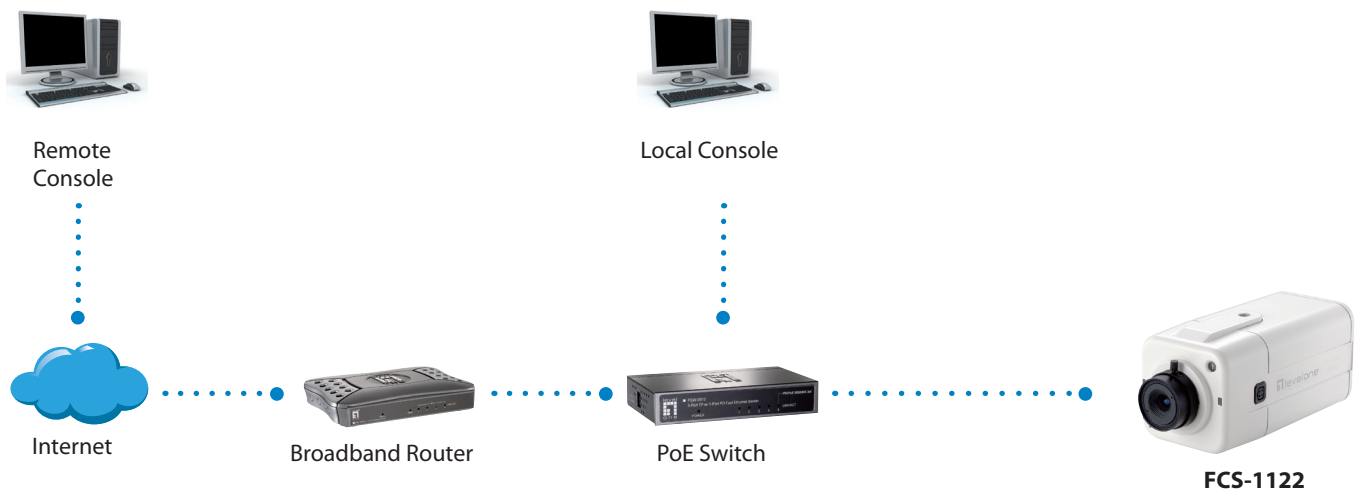 Remote
Console
Local Console
levelone
Internet
Broadband Router
PoE Switch
FCS-1122